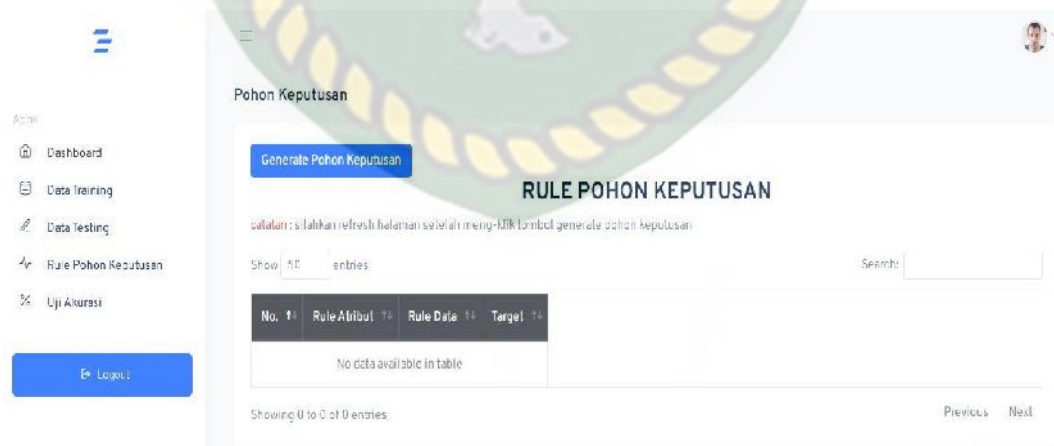 Pohon Keputusan
Apps
Dashboard
Data Training
Data Testing
Rule Pohon Keputusan
Uji Akurasi
Logout
Generate Pohon Keputusan
RULE POHON KEPUTUSAN
catatan : silahkan refresh halaman setelah meng-klik tombol generate pohon keputusan
Show 50 entries
Search:
No. Rule Atribut Rule Data Target
No data available in table
Showing 0 to 0 of 0 entries
Previous Next